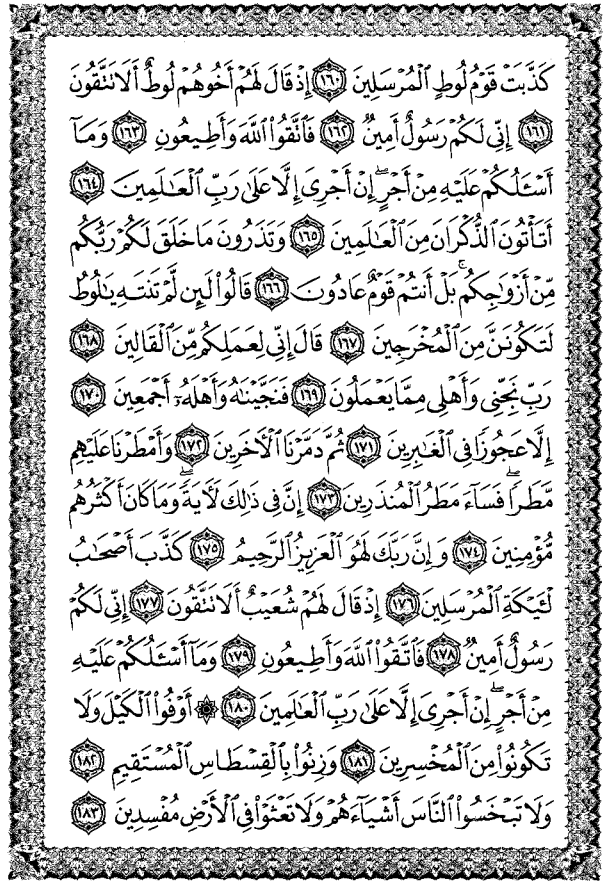 كَذَّبَتْ قَوْمُ لُوطٍ ٱلْمُرْسَلِينَ ١٦٠ إِذْ قَالَ لَهُمْ أَخُوهُمْ لُوطٌ أَلَا تَتَّقُونَ
١٦١ إِنِّى لَكُمْ رَسُولٌ أَمِينٌ ١٦٢ فَٱتَّقُوا۟ ٱللَّهَ وَأَطِيعُونِ ١٦٣ وَمَآ
أَسْـَٔلُكُمْ عَلَيْهِ مِنْ أَجْرٍ ۖ إِنْ أَجْرِىَ إِلَّا عَلَىٰ رَبِّ ٱلْعَـٰلَمِينَ ١٦٤
أَتَأْتُونَ ٱلذُّكْرَانَ مِنَ ٱلْعَـٰلَمِينَ ١٦٥ وَتَذَرُونَ مَا خَلَقَ لَكُمْ رَبُّكُم
مِّنْ أَزْوَٰجِكُم ۚ بَلْ أَنتُمْ قَوْمٌ عَادُونَ ١٦٦ قَالُوا۟ لَئِن لَّمْ تَنتَهِ يَـٰلُوطُ
لَتَكُونَنَّ مِنَ ٱلْمُخْرَجِينَ ١٦٧ قَالَ إِنِّى لِعَمَلِكُم مِّنَ ٱلْقَالِينَ ١٦٨
رَبِّ نَجِّنِى وَأَهْلِى مِمَّا يَعْمَلُونَ ١٦٩ فَنَجَّيْنَـٰهُ وَأَهْلَهُۥٓ أَجْمَعِينَ ١٧٠
إِلَّا عَجُوزًا فِى ٱلْغَـٰبِرِينَ ١٧١ ثُمَّ دَمَّرْنَا ٱلْـَٔاخَرِينَ ١٧٢ وَأَمْطَرْنَا عَلَيْهِم
مَّطَرًا ۖ فَسَآءَ مَطَرُ ٱلْمُنذَرِينَ ١٧٣ إِنَّ فِى ذَٰلِكَ لَـَٔايَةً ۖ وَمَا كَانَ أَكْثَرُهُم
مُّؤْمِنِينَ ١٧٤ وَإِنَّ رَبَّكَ لَهُوَ ٱلْعَزِيزُ ٱلرَّحِيمُ ١٧٥ كَذَّبَ أَصْحَـٰبُ
لْـَٔيْكَةِ ٱلْمُرْسَلِينَ ١٧٦ إِذْ قَالَ لَهُمْ شُعَيْبٌ أَلَا تَتَّقُونَ ١٧٧ إِنِّى لَكُمْ
رَسُولٌ أَمِينٌ ١٧٨ فَٱتَّقُوا۟ ٱللَّهَ وَأَطِيعُونِ ١٧٩ وَمَآ أَسْـَٔلُكُمْ عَلَيْهِ
مِنْ أَجْرٍ ۖ إِنْ أَجْرِىَ إِلَّا عَلَىٰ رَبِّ ٱلْعَـٰلَمِينَ ١٨٠ ۞ أَوْفُوا۟ ٱلْكَيْلَ وَلَا
تَكُونُوا۟ مِنَ ٱلْمُخْسِرِينَ ١٨١ وَزِنُوا۟ بِٱلْقِسْطَاسِ ٱلْمُسْتَقِيمِ ١٨٢
وَلَا تَبْخَسُوا۟ ٱلنَّاسَ أَشْيَآءَهُمْ وَلَا تَعْثَوْا۟ فِى ٱلْأَرْضِ مُفْسِدِينَ ١٨٣